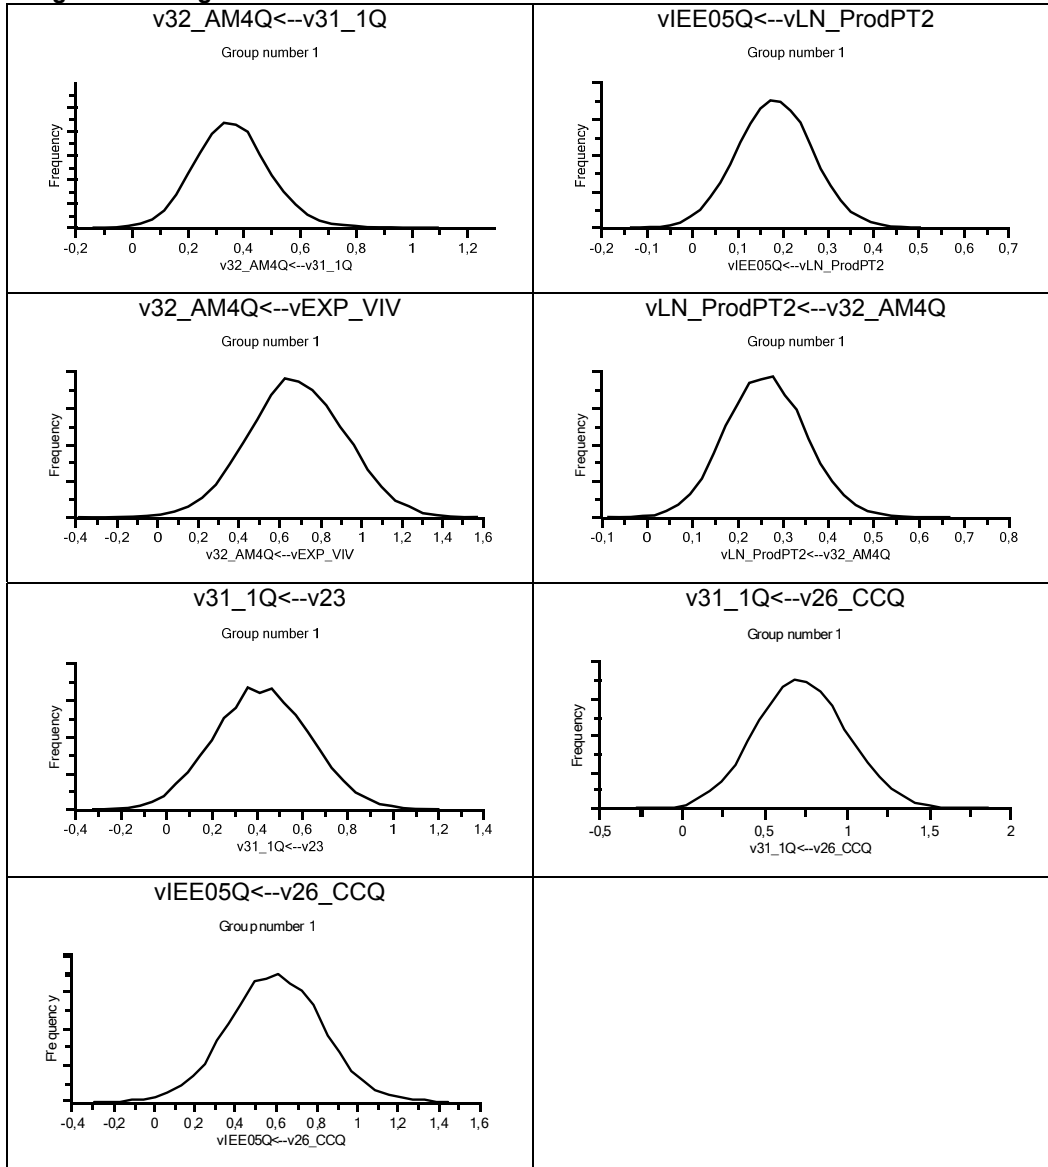 v32_AM4Q<--v31_1Q
Group number 1
Frequency
-0,2 0 0,2 0,4 0,6 0,8 1 1,2
v32_AM4Q<--v31_1Q
vIEE05Q<--vLN_ProdPT2
Group number 1
Frequency
-0,2 -0,1 0 0,1 0,2 0,3 0,4 0,5 0,6 0,7
vIEE05Q<--vLN_ProdPT2
v32_AM4Q<--vEXP_VIV
Group number 1
Frequency
-0,4 -0,2 0 0,2 0,4 0,6 0,8 1 1,2 1,4 1,6
v32_AM4Q<--vEXP_VIV
vLN_ProdPT2<--v32_AM4Q
Group number 1
Frequency
-0,1 0 0,1 0,2 0,3 0,4 0,5 0,6 0,7 0,8
vLN_ProdPT2<--v32_AM4Q
v31_1Q<--v23
Group number 1
Frequency
-0,4 -0,2 0 0,2 0,4 0,6 0,8 1 1,2 1,4
v31_1Q<--v23
v31_1Q<--v26_CCQ
Group number 1
Frequency
-0,5 0 0,5 1 1,5 2
v31_1Q<--v26_CCQ
vIEE05Q<--v26_CCQ
Group number 1
Frequency
-0,4 -0,2 0 0,2 0,4 0,6 0,8 1 1,2 1,4 1,6
vIEE05Q<--v26_CCQ